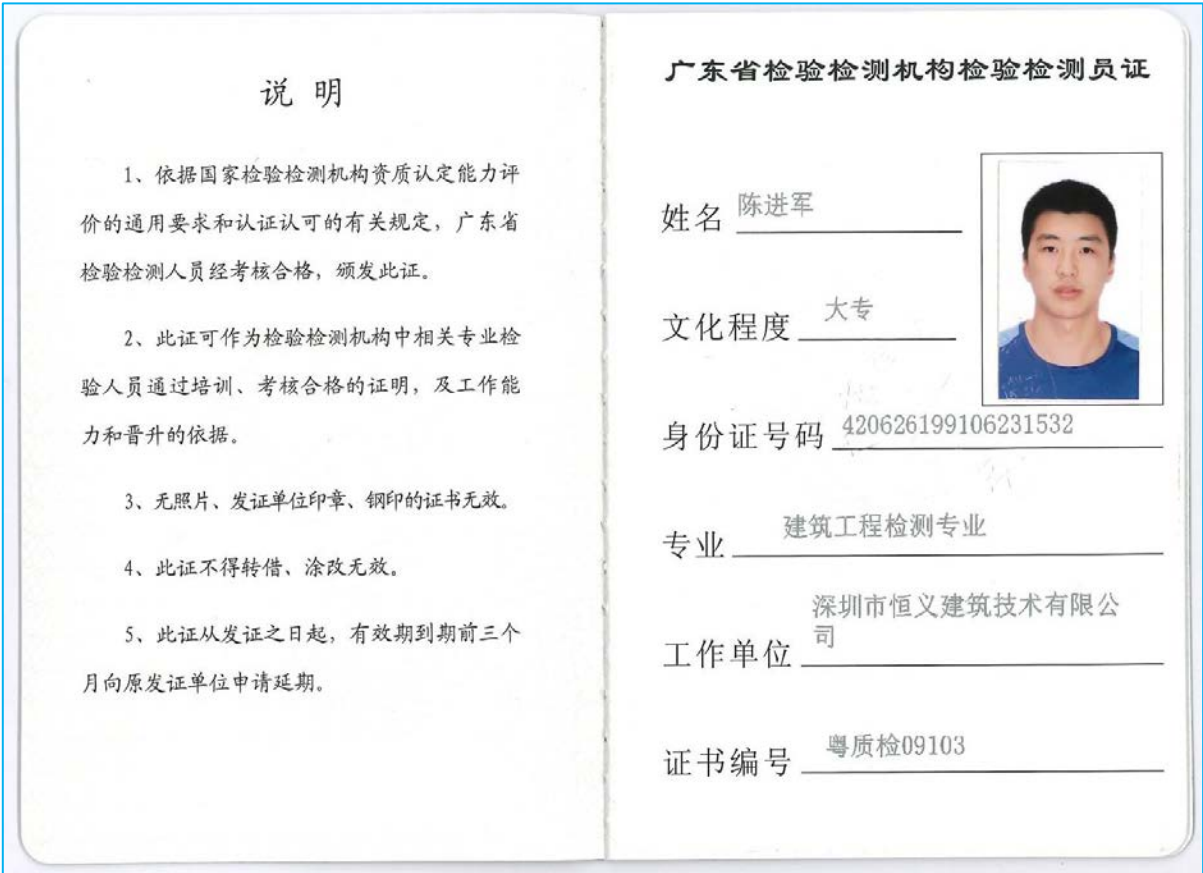 说 明
1、依据国家检验检测机构资质认定能力评
价的通用要求和认证认可的有关规定，广东省
检验检测人员经考核合格，颁发此证。
2、此证可作为检验检测机构中相关专业检
验人员通过培训、考核合格的证明，及工作能
力和晋升的依据。
3、无照片、发证单位印章、钢印的证书无效。
4、此证不得转借、涂改无效。
5、此证从发证之日起，有效期到期前三个
月向原发证单位申请延期。
广东省检验检测机构检验检测员证
姓名 陈进军
文化程度 大专
身份证号码 420626199106231532
专业 建筑工程检测专业
工作单位 深圳市恒义建筑技术有限公
司
证书编号 粤质检09103